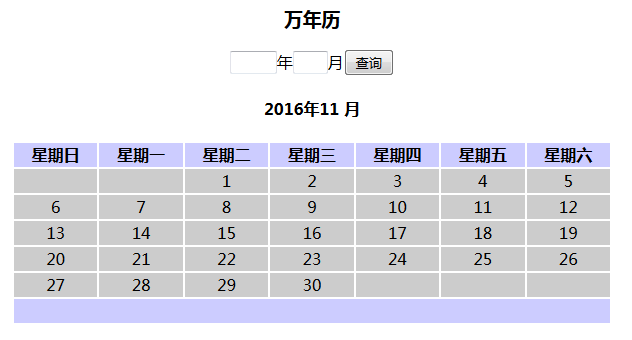 万年历
年 月 查询
2016年11 月
星期日 星期一 星期二 星期三 星期四 星期五 星期六
1 2 3 4 5
6 7 8 9 10 11 12
13 14 15 16 17 18 19
20 21 22 23 24 25 26
27 28 29 30